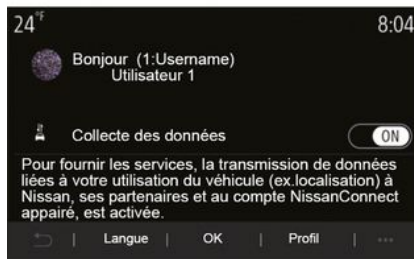 24°F
8:04
Bonjour (1:Username)
Utilisateur 1
Collecte des données
ON
Pour fournir les services, la transmission de données
liées à votre utilisation du véhicule (ex.localisation) à
Nissan, ses partenaires et au compte NissanConnect
appairé, est activée.
Langue | OK | Profil | ...